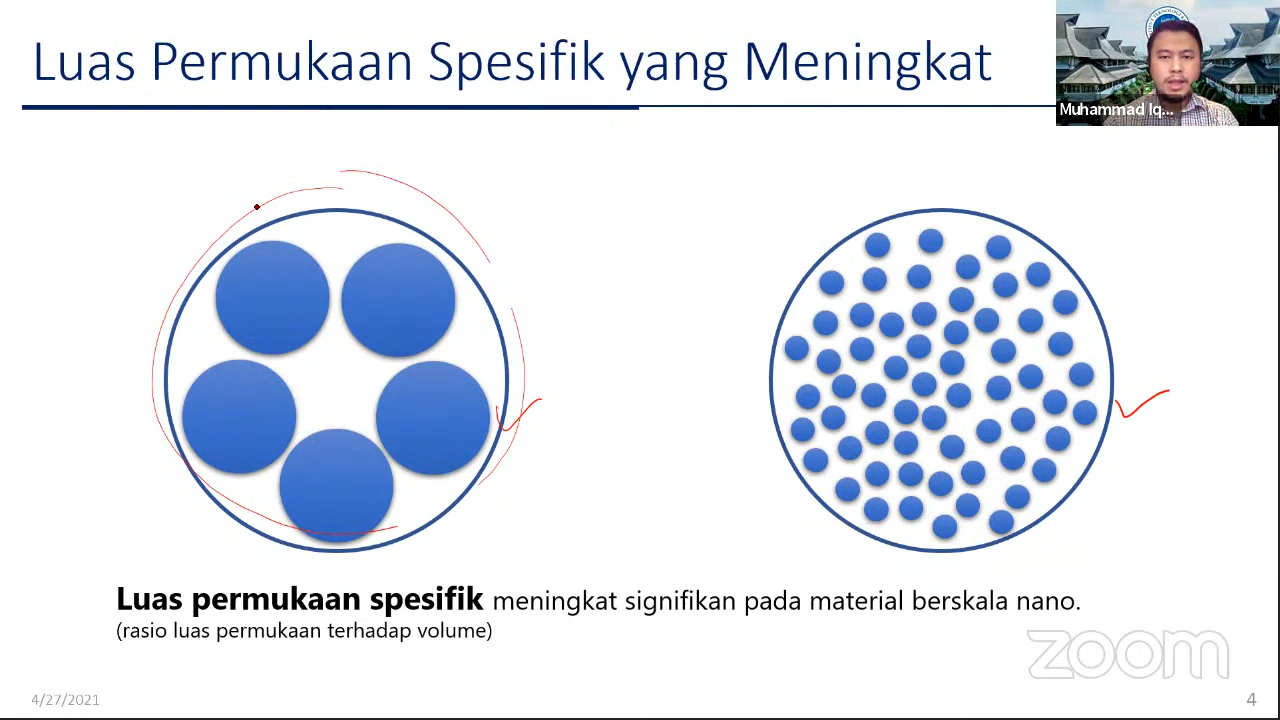 Luas Permukaan Spesifik yang Meningkat
Muhammad Iq...
Luas permukaan spesifik meningkat signifikan pada material berskala nano.
(rasio luas permukaan terhadap volume)
zoom
4/27/2021
4